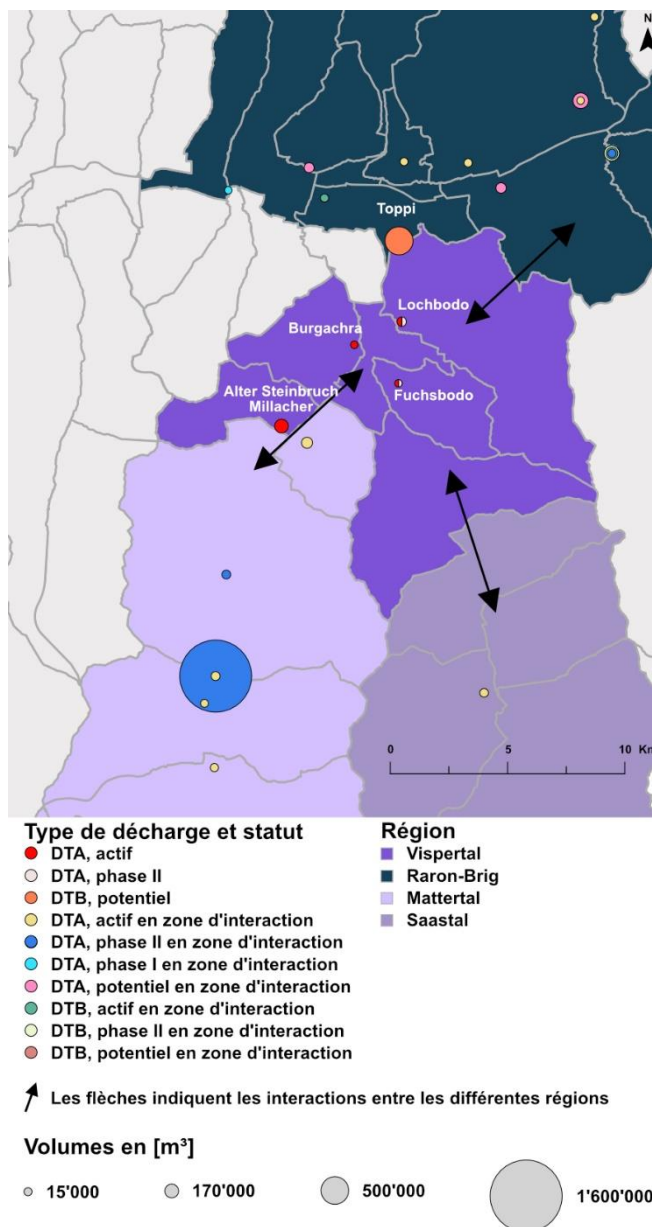 N
Toppi
Lochbodo
Burgachra
Alter Steinbruch
Millacher
Fuchsbodo
0 5 10 Km
Type de décharge et statut
DTA, actif
DTA, phase II
DTB, potentiel
DTA, actif en zone d'interaction
DTA, phase II en zone d'interaction
DTA, phase I en zone d'interaction
DTA, potentiel en zone d'interaction
DTB, actif en zone d'interaction
DTB, phase II en zone d'interaction
DTB, potentiel en zone d'interaction
Région
Vispertal
Raron-Brig
Mattertal
Saastal
Les flèches indiquent les interactions entre les différentes régions
Volumes en [m³]
15'000 170'000 500'000 1'600'000